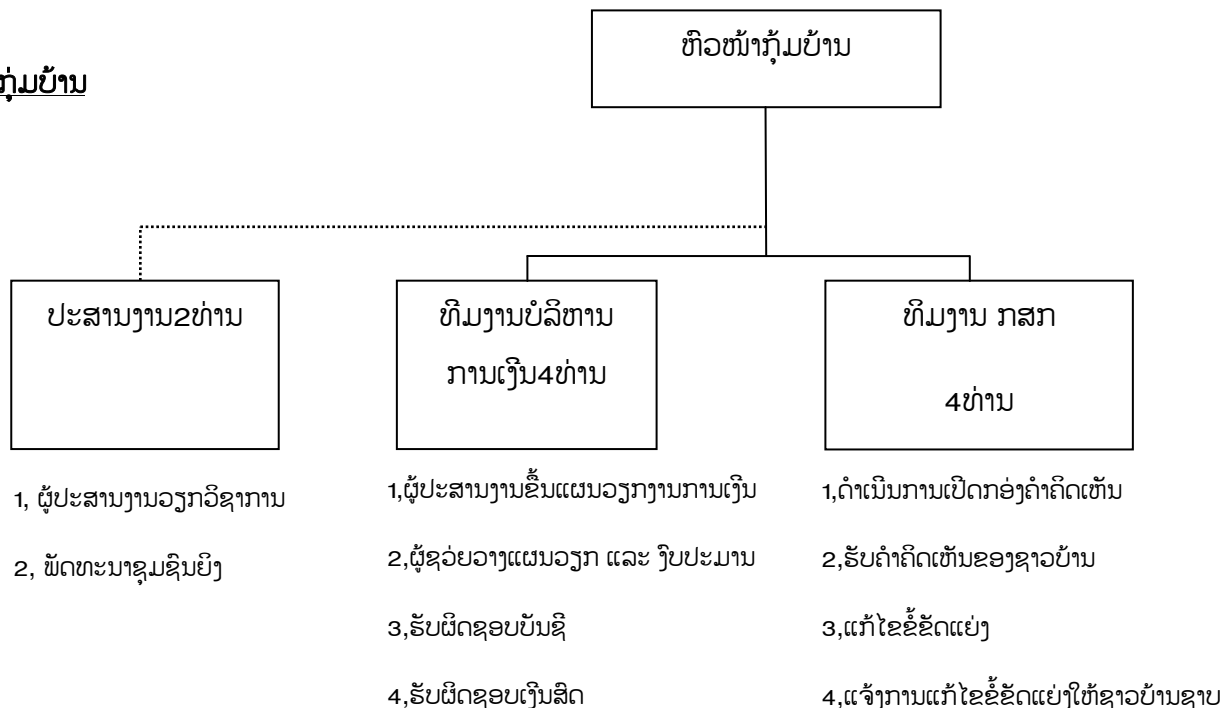 ຫົວໜ້າກຸ້ມບ້ານ
ກຸ່ມບ້ານ
ປະສານງານ2ທ່ານ
ທີມງານບໍລິຫານ
ການເງີນ4ທ່ານ
ທິມງານ ກສກ
4ທ່ານ
1, ຜູ້ປະສານງານວຽກວິຊາການ
2, ພັດທະນາຊຸມຊົນຍິງ
1,ຜູ້ປະສານງານຂື້ນແຜນວຽກງານການເງີນ
2,ຜູ້ຊວ່ຍວາງແຜນວຽກ ແລະ ງົບປະມານ
3,ຮັບຜິດຊອບບັນຊີ
4,ຮັບຜິດຊອບເງີນສົດ
1,ດຳເນີນການເປີດກອ່ງຄຳຄິດເຫັນ
2,ຮັບຄຳຄິດເຫັນຂອງຊາວບ້ານ
3,ແກ້ໄຂຂໍ້ຂັດແຍ່ງ
4,ແຈ້ງການແກ້ໄຂຂໍ້ຂັດແຍ່ງໃຫ້ຊາວບ້ານຊາບ